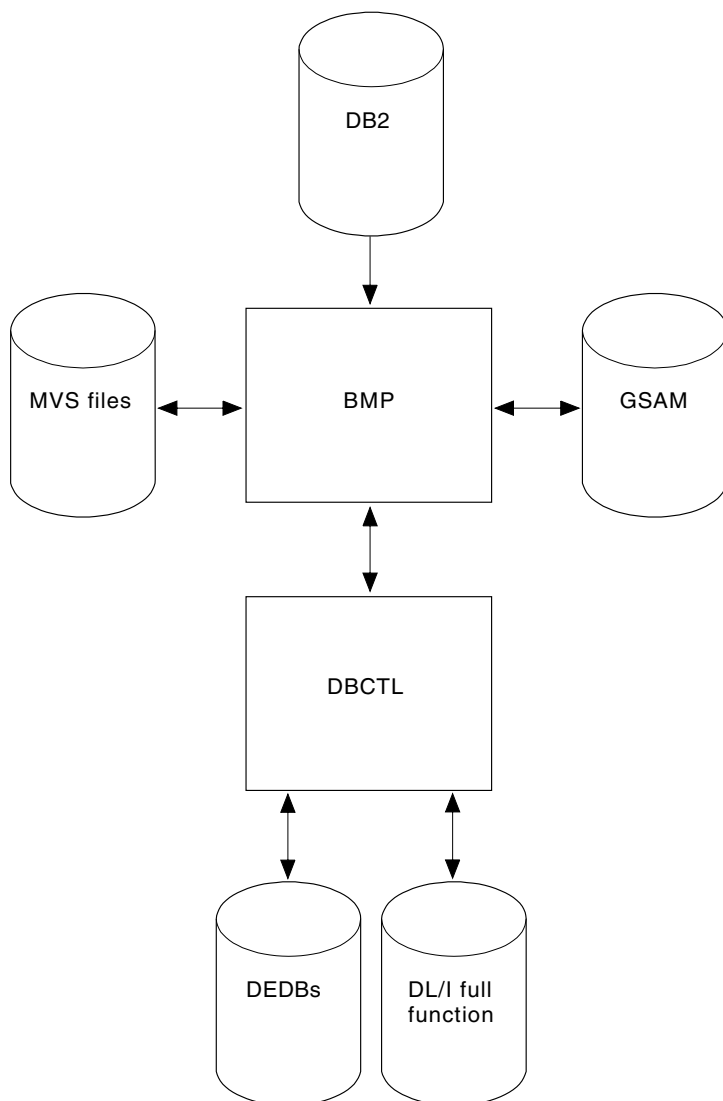 DB2
MVS files
BMP
GSAM
DBCTL
DEDBs
DL/I full
function